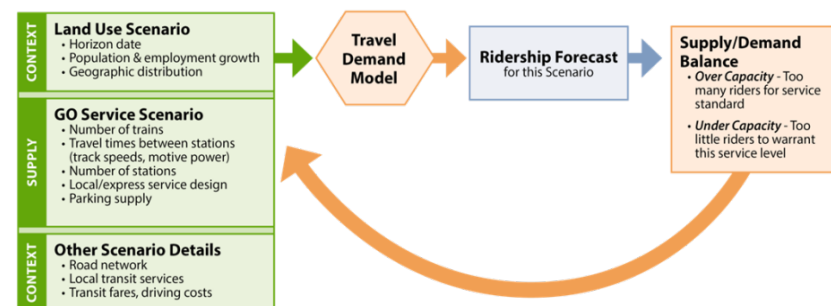 CONTEXT
Land Use Scenario
• Horizon date
• Population & employment growth
• Geographic distribution
SUPPLY
GO Service Scenario
• Number of trains
• Travel times between stations
(track speeds, motive power)
• Number of stations
• Local/express service design
• Parking supply
CONTEXT
Other Scenario Details
• Road network
• Local transit services
• Transit fares, driving costs
Travel
Demand
Model
Ridership Forecast
for this Scenario
Supply/Demand
Balance
• Over Capacity - Too
many riders for service
standard
• Under Capacity - Too
little riders to warrant
this service level